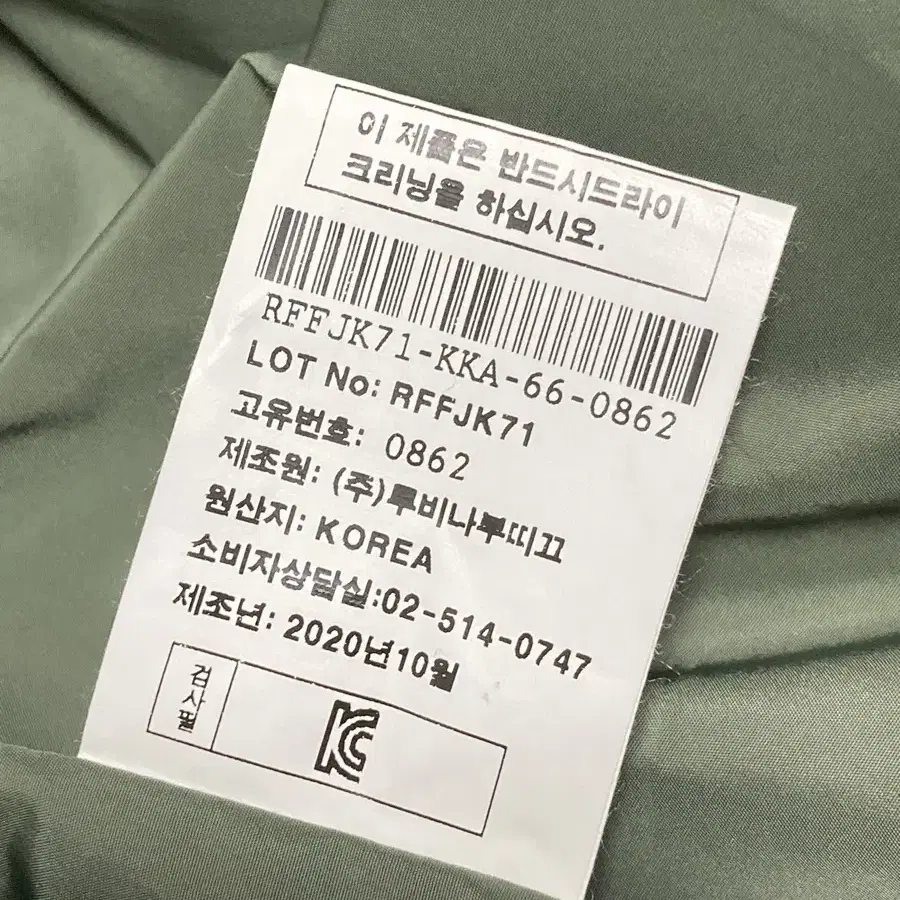 이 제품은 반드시드라이
크리닝을 하십시오.
RFFJK71-KKA-66-0862
LOT No: RFFJK71
고유번호: 0862
제조원: (주)루비나부띠끄
원산지: KOREA
소비자상담실:02-514-0747
제조년: 2020년10월
검사필
KC